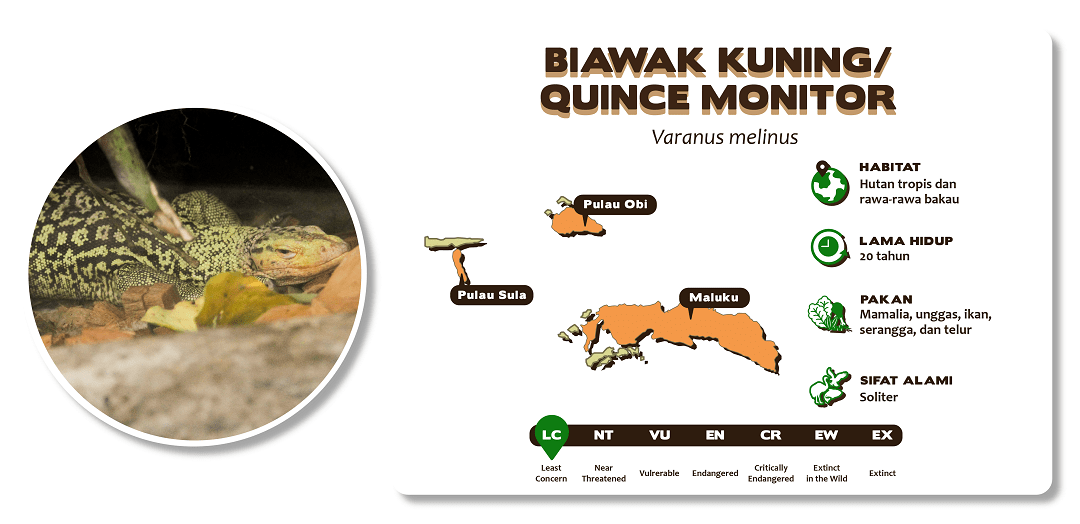 BIAWAK KUNING/
QUINCE MONITOR
Varanus melinus
HABITAT
Hutan tropis dan
rawa-rawa bakau
Pulau Obi
LAMA HIDUP
20 tahun
Pulau Sula
Maluku
PAKAN
Mamalia, unggas, ikan,
serangga, dan telur
SIFAT ALAMI
Soliter
LC NT VU EN CR EW EX
Least Concern
Near Threatened
Vulrerable
Endangered
Critically Endangered
Extinct in the Wild
Extinct